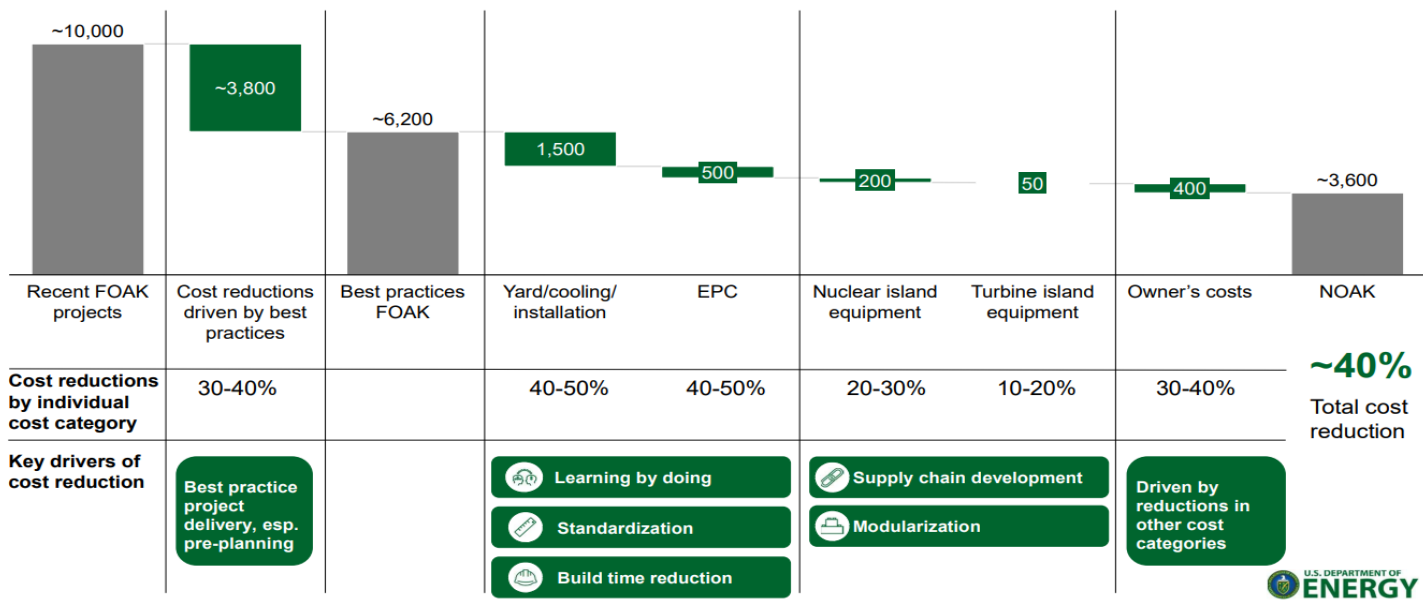 ~10,000
~3,800
~6,200
1,500
500
200
50
400
~3,600
Recent FOAK
projects
Cost reductions
driven by best
practices
Best practices
FOAK
Yard/cooling/
installation
EPC
Nuclear island
equipment
Turbine island
equipment
Owner's costs
NOAK
Cost reductions
by individual
cost category
30-40%
40-50%
40-50%
20-30%
10-20%
30-40%
~40%
Total cost
reduction
Key drivers of
cost reduction
Best practice
project
delivery, esp.
pre-planning
Learning by doing
Standardization
Build time reduction
Supply chain development
Modularization
Driven by
reductions in
other cost
categories
U.S. DEPARTMENT OF
ENERGY